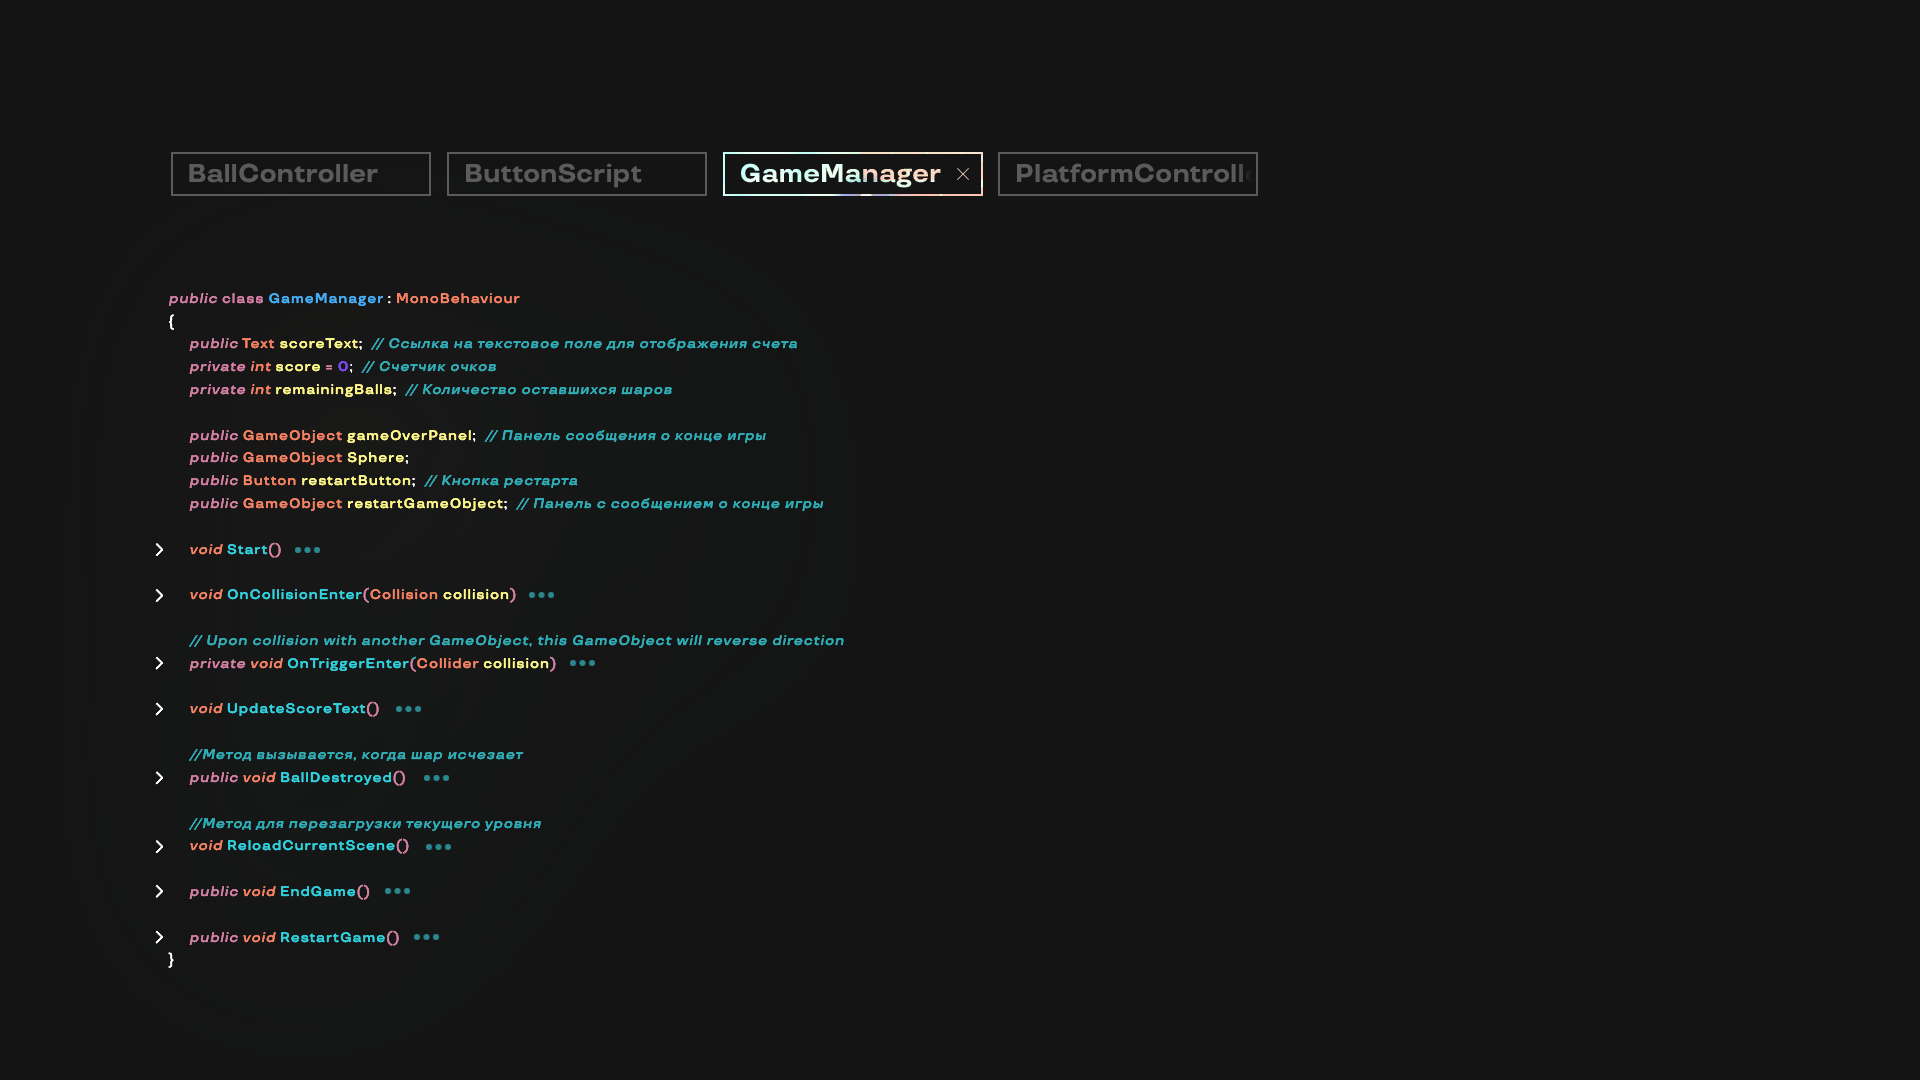 BallController
ButtonScript
GameManager
PlatformControll
public class GameManager : MonoBehaviour
{
public Text scoreText; // Ссылка на текстовое поле для отображения счета
private int score = 0; // Счетчик очков
private int remainingBalls; // Количество оставшихся шаров
public GameObject gameOverPanel; // Панель сообщения о конце игры
public GameObject Sphere;
public Button restartButton; // Кнопка рестарта
public GameObject restartGameObject; // Панель с сообщением о конце игры
void Start()
void OnCollisionEnter(Collision collision)
// Upon collision with another GameObject, this GameObject will reverse direction
private void OnTriggerEnter(Collider collision)
void UpdateScoreText()
//Метод вызывается, когда шар исчезает
public void BallDestroyed()
//Метод для перезагрузки текущего уровня
void ReloadCurrentScene()
public void EndGame()
public void RestartGame()
}